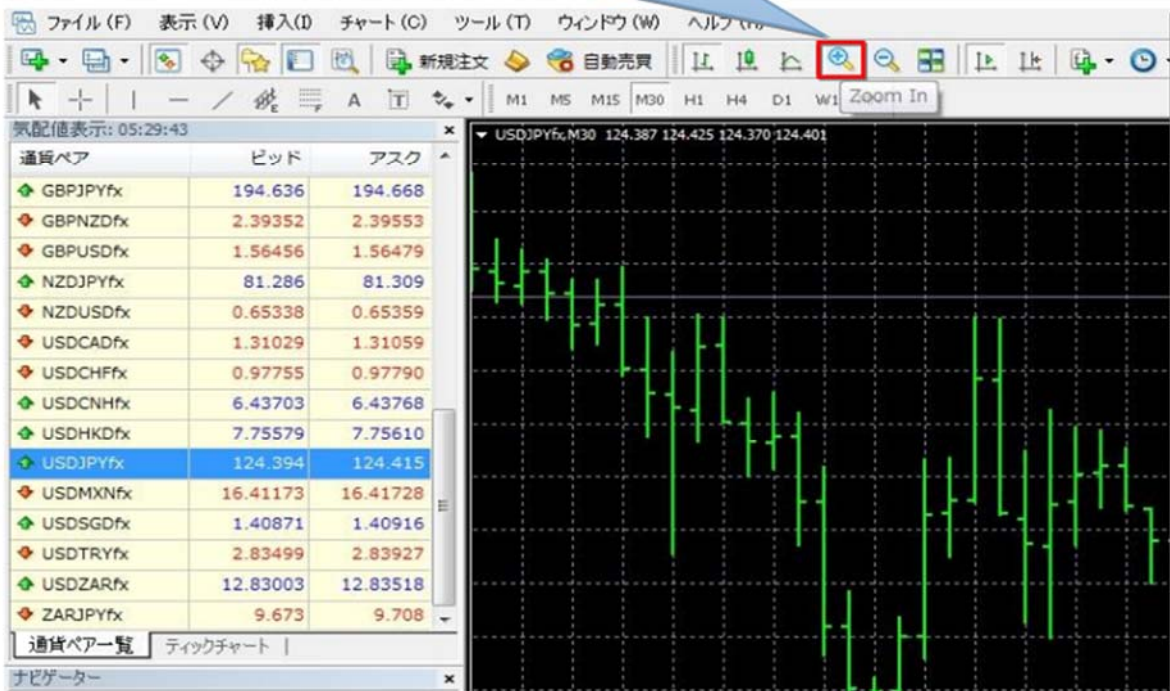 ファイル (F) 表示 (V) 挿入(I) チャート (C) ツール (T) ウィンドウ (W)
新規注文 自動売買
A T M1 M5 M15 M30 H1 H4 D1 W1 Zoom In
気配値表示: 05:29:43
USDJPYfx,M30 124.387 124.425 124.370 124.401
通貨ペア ビッド アスク
GBPJPYfx 194.636 194.668
GBPNZDfx 2.39352 2.39553
GBPUSDfx 1.56456 1.56479
NZDJPYfx 81.286 81.309
NZDUSDfx 0.65338 0.65359
USDCADfx 1.31029 1.31059
USDCHFfx 0.97755 0.97790
USDCNHfx 6.43703 6.43768
USDHKDfx 7.75579 7.75610
USDJPYfx 124.394 124.415
USDMXNfx 16.41173 16.41728
USDSGDfx 1.40871 1.40916
USDTRYfx 2.83499 2.83927
USDZARfx 12.83003 12.83518
ZARJPYfx 9.673 9.708
通貨ペア一覧 ティックチャート
ナビゲーター